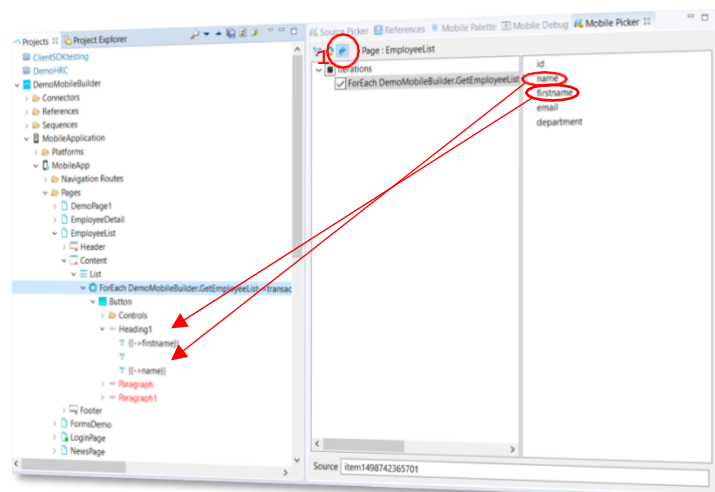 Projects
Project Explorer
ClientSDKtesting
DemoHRC
DemoMobileBuilder
Connectors
References
Sequences
MobileApplication
Platforms
MobileApp
Navigation Routes
Pages
DemoPage1
EmployeeDetail
EmployeeList
Header
Content
List
ForEach DemoMobileBuilder.GetEmployeeList->transac
Button
Controls
Heading1
{{->firstname}}
{{->name}}
Paragraph
Paragraph1
Footer
FormsDemo
LoginPage
NewsPage
Source Picker
References
Mobile Palette
Mobile Debug
Mobile Picker
1
Page : EmployeeList
Iterations
ForEach DemoMobileBuilder.GetEmployeeList
id
name
firstname
email
department
Source item1498742365701